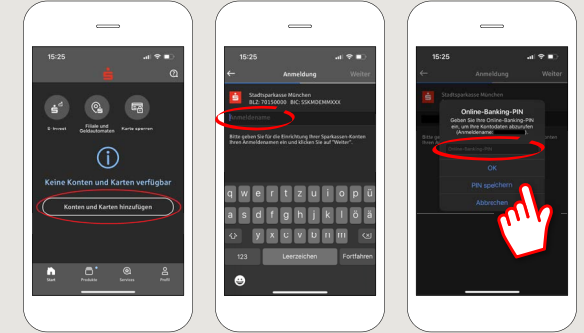 15:25
S-Invest
Filiale und
Geldautomaten
Karte sperren
Keine Konten und Karten verfügbar
Konten und Karten hinzufügen
Start
Produkte
Services
Profil
15:25
Anmeldung
Weiter
Stadtsparkasse München
BLZ: 70150000 BIC: SSKMDEMMXXX
Anmeldename
Bitte geben Sie für die Einrichtung Ihrer Sparkassen-Konten
Ihren Anmeldenamen ein und klicken Sie auf "Weiter".
q w e r t z u i o p ü
a s d f g h j k l ö ä
y x c v b n m
123
Leerzeichen
Fortfahren
15:25
Anmeldung
Weiter
Stadtsparkasse München
Online-Banking-PIN
Geben Sie Ihre Online-Banking-PIN
ein, um Ihre Kontodaten abzurufen
(Anmeldename:
).
Online-Banking-PIN
OK
PIN speichern
Abbrechen